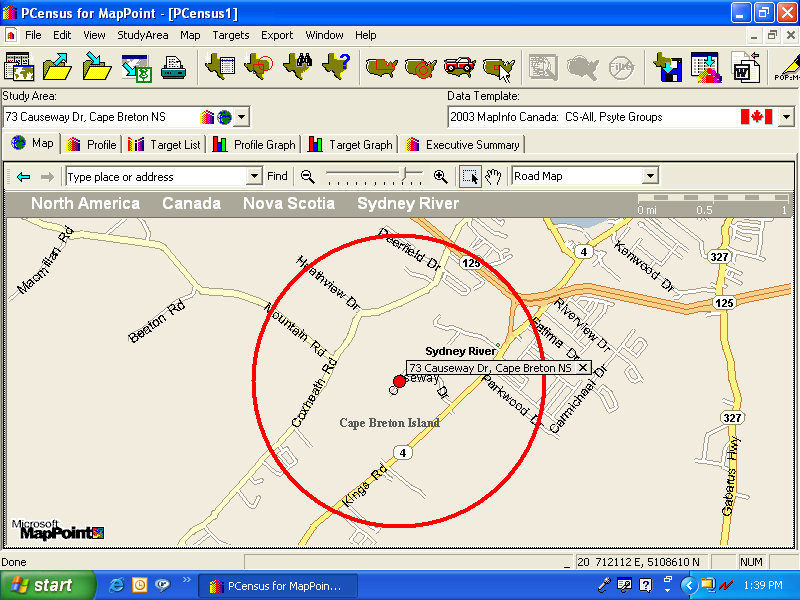 PCensus for MapPoint - [PCensus1]
File Edit View StudyArea Map Targets Export Window Help
Study Area:
Data Template:
73 Causeway Dr, Cape Breton NS
2003 MapInfo Canada: CS-All, Psyte Groups
Map Profile Target List Profile Graph Target Graph Executive Summary
Type place or address Find Road Map
North America Canada Nova Scotia Sydney River
0 mi 0.5 1
Macmillan Rd
Beaton Rd
Heathview Dr
Deerfield Dr
125
4
Kenwood Dr
327
125
Mountain Rd
Riverview Dr
Fatima Dr
Sydney River
73 Causeway Dr, Cape Breton NS
seway Dr
Coxheath Rd
Parkwood Dr
Carmichael Dr
Cape Breton Island
327
4
Kings Rd
Gabarus Hwy
Microsoft
MapPoint
Done
20 712112 E, 5108610 N NUM
start
PCensus for MapPoin...
1:39 PM